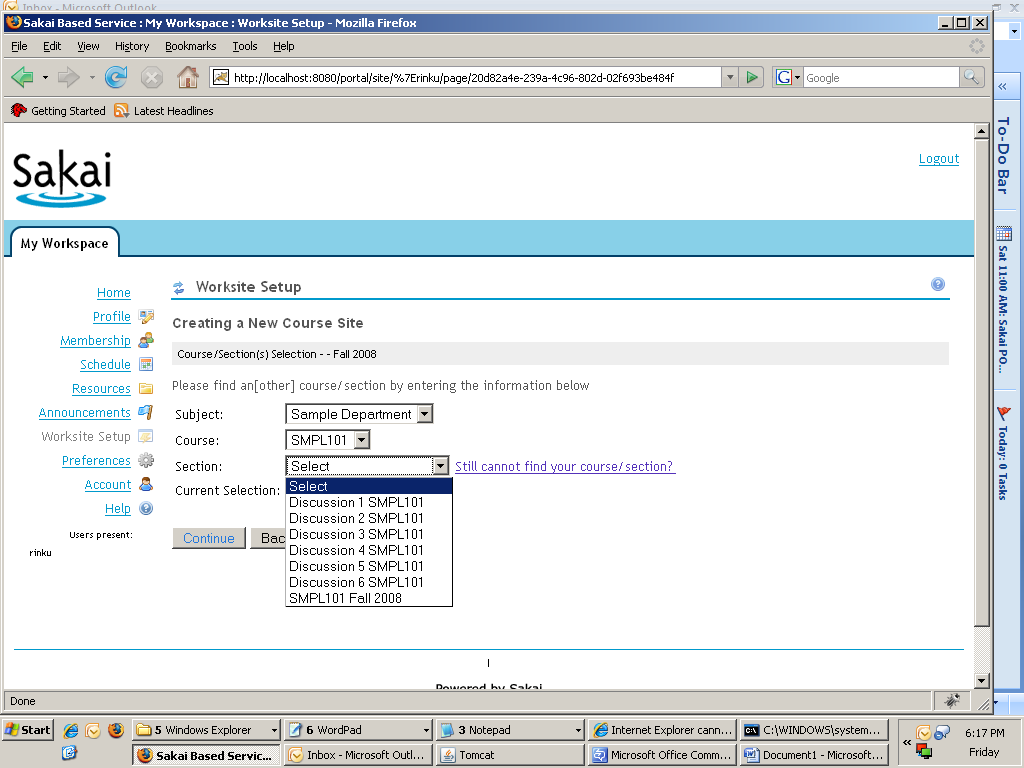 Inbox - Microsoft Outlook
Sakai Based Service : My Workspace : Worksite Setup - Mozilla Firefox
File Edit View History Bookmarks Tools Help
http://localhost:8080/portal/site/%7Erinku/page/20d82a4e-239a-4c96-802d-02f693be484f
G Google
Getting Started Latest Headlines
Sakai
Logout
My Workspace
Home
Profile
Membership
Schedule
Resources
Announcements
Worksite Setup
Preferences
Account
Help
Users present:
rinku
Worksite Setup
Creating a New Course Site
Course/Section(s) Selection - - Fall 2008
Please find an[other] course/section by entering the information below
Subject: Sample Department
Course: SMPL101
Section: Select Still cannot find your course/section?
Current Selection:
Select
Discussion 1 SMPL101
Discussion 2 SMPL101
Discussion 3 SMPL101
Discussion 4 SMPL101
Discussion 5 SMPL101
Discussion 6 SMPL101
SMPL101 Fall 2008
Continue Bac
|
Powered by Sakai
Done
To-Do Bar
Sat 11:00 AM: Sakai PO...
Today: 0 Tasks
Start 5 Windows Explorer 6 WordPad 3 Notepad Internet Explorer cann... C:\WINDOWS\system... 6:17 PM
Sakai Based Servic... Inbox - Microsoft Outl... Tomcat Microsoft Office Comm... Document1 - Microsoft... Friday